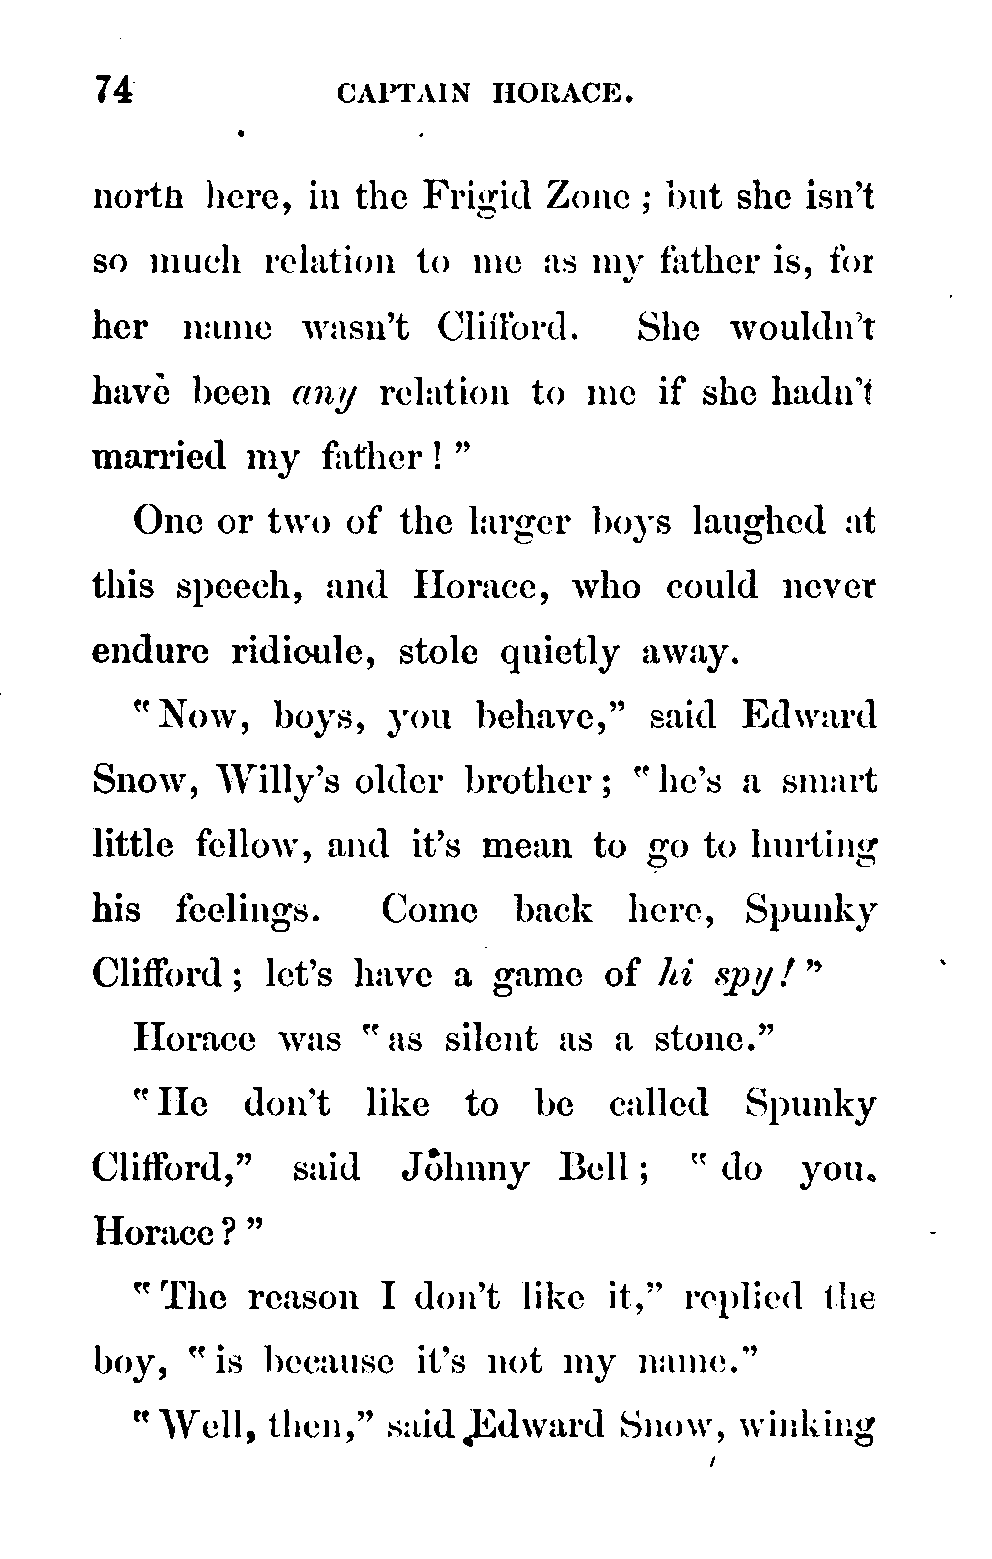 74 CAPTAIN HORACE.
north here, in the Frigid Zone ; but she isn't
so much relation to me as my father is, for
her name wasn't Clifford. She wouldn't
have been any relation to me if she hadn't
married my father ! "
One or two of the larger boys laughed at
this speech, and Horace, who could never
endure ridicule, stole quietly away.
"Now, boys, you behave," said Edward
Snow, Willy's older brother ; "he's a smart
little fellow, and it's mean to go to hurting
his feelings. Come back here, Spunky
Clifford ; let's have a game of hi spy ! "
Horace was "as silent as a stone."
"He don't like to be called Spunky
Clifford," said Johnny Bell ; "do you.
Horace ? "
"The reason I don't like it," replied the
boy, "is because it's not my name."
"Well, then," said Edward Snow, winking